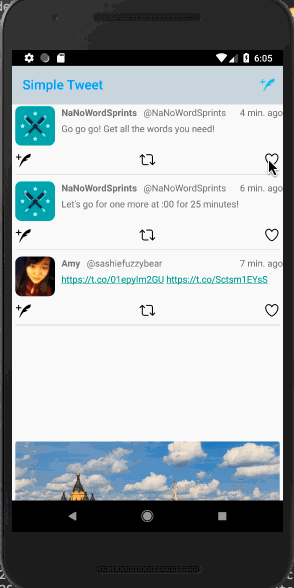 6:05
Simple Tweet
NaNoWordSprints @NaNoWordSprints 4 min. ago
Go go go! Get all the words you need!
NaNoWordSprints @NaNoWordSprints 6 min. ago
Let's go for one more at :00 for 25 minutes!
Amy @sashiefuzzybear 7 min. ago
https://t.co/01epyIm2GU https://t.co/Sctsm1EYsS